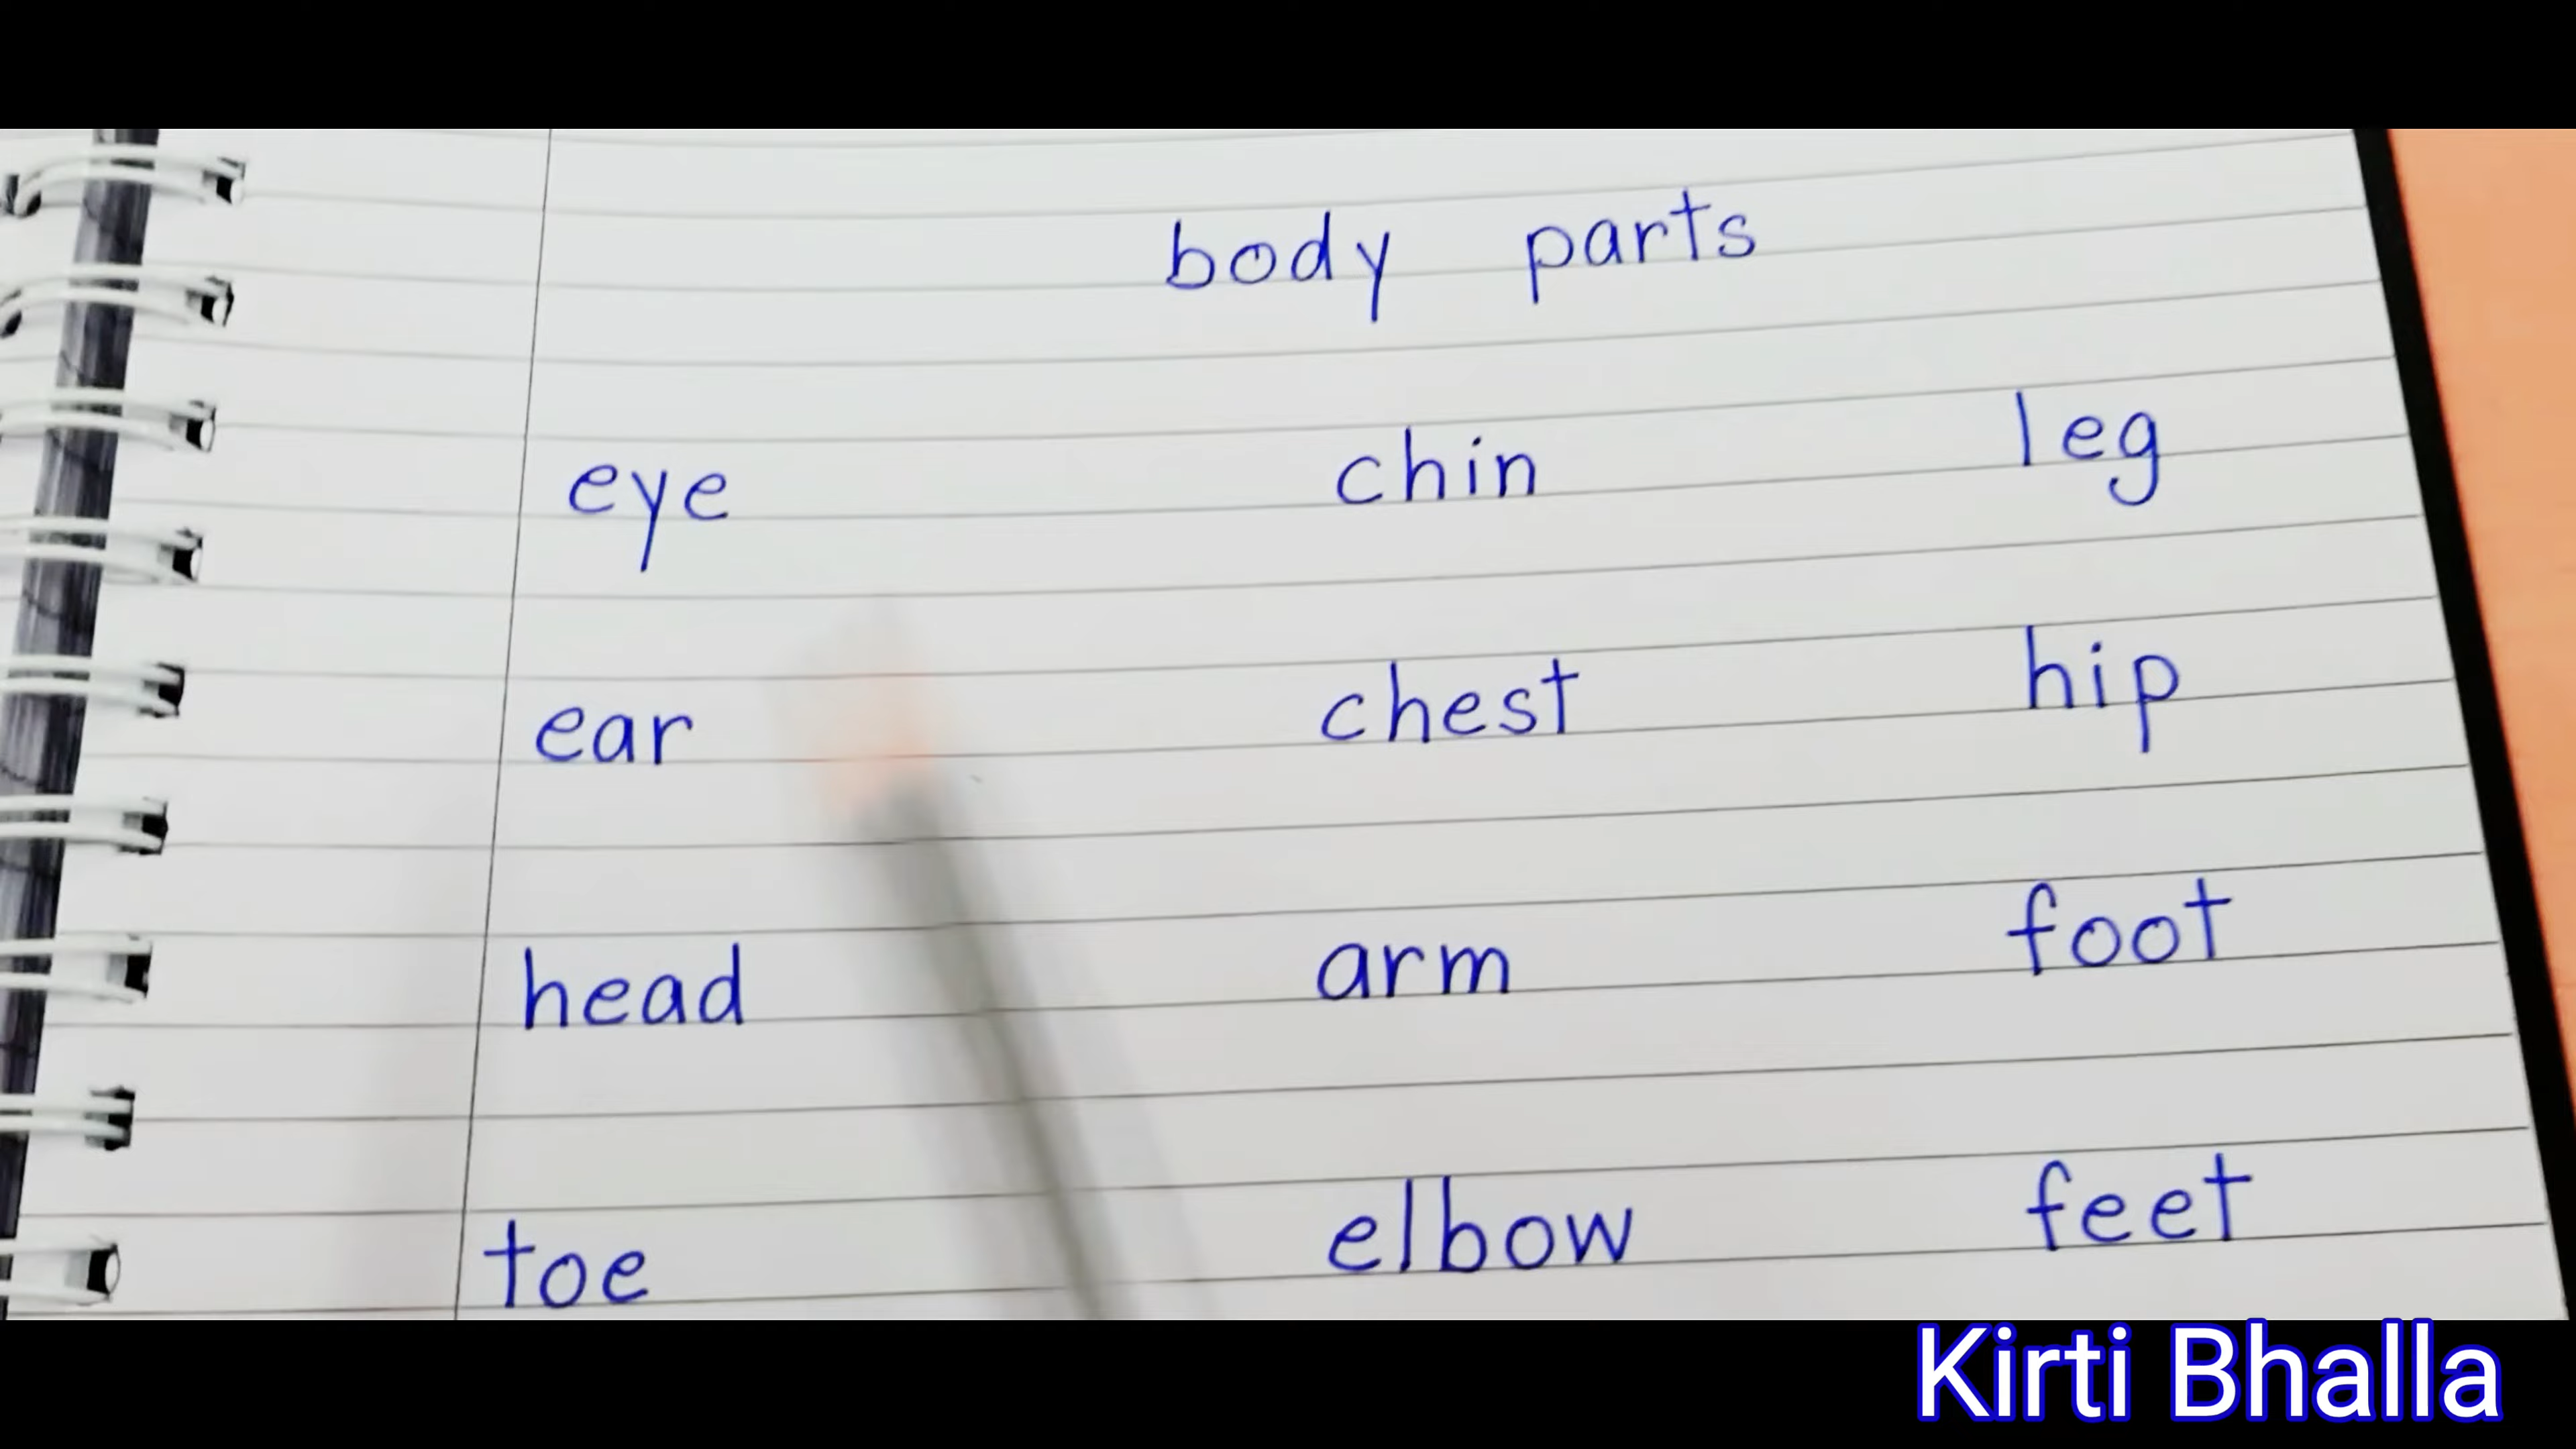 body parts
eye chin leg
ear chest hip
head arm foot
toe elbow feet
Kirti Bhalla